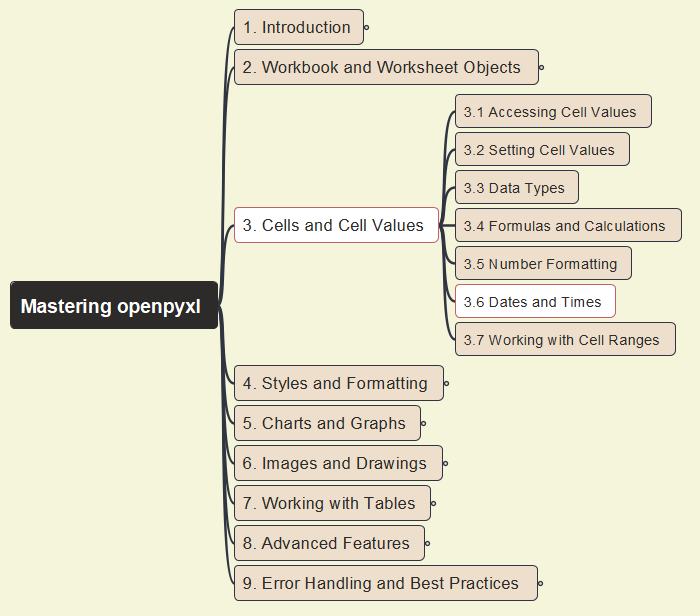 Mastering openpyxl
1. Introduction
2. Workbook and Worksheet Objects
3. Cells and Cell Values
3.1 Accessing Cell Values
3.2 Setting Cell Values
3.3 Data Types
3.4 Formulas and Calculations
3.5 Number Formatting
3.6 Dates and Times
3.7 Working with Cell Ranges
4. Styles and Formatting
5. Charts and Graphs
6. Images and Drawings
7. Working with Tables
8. Advanced Features
9. Error Handling and Best Practices